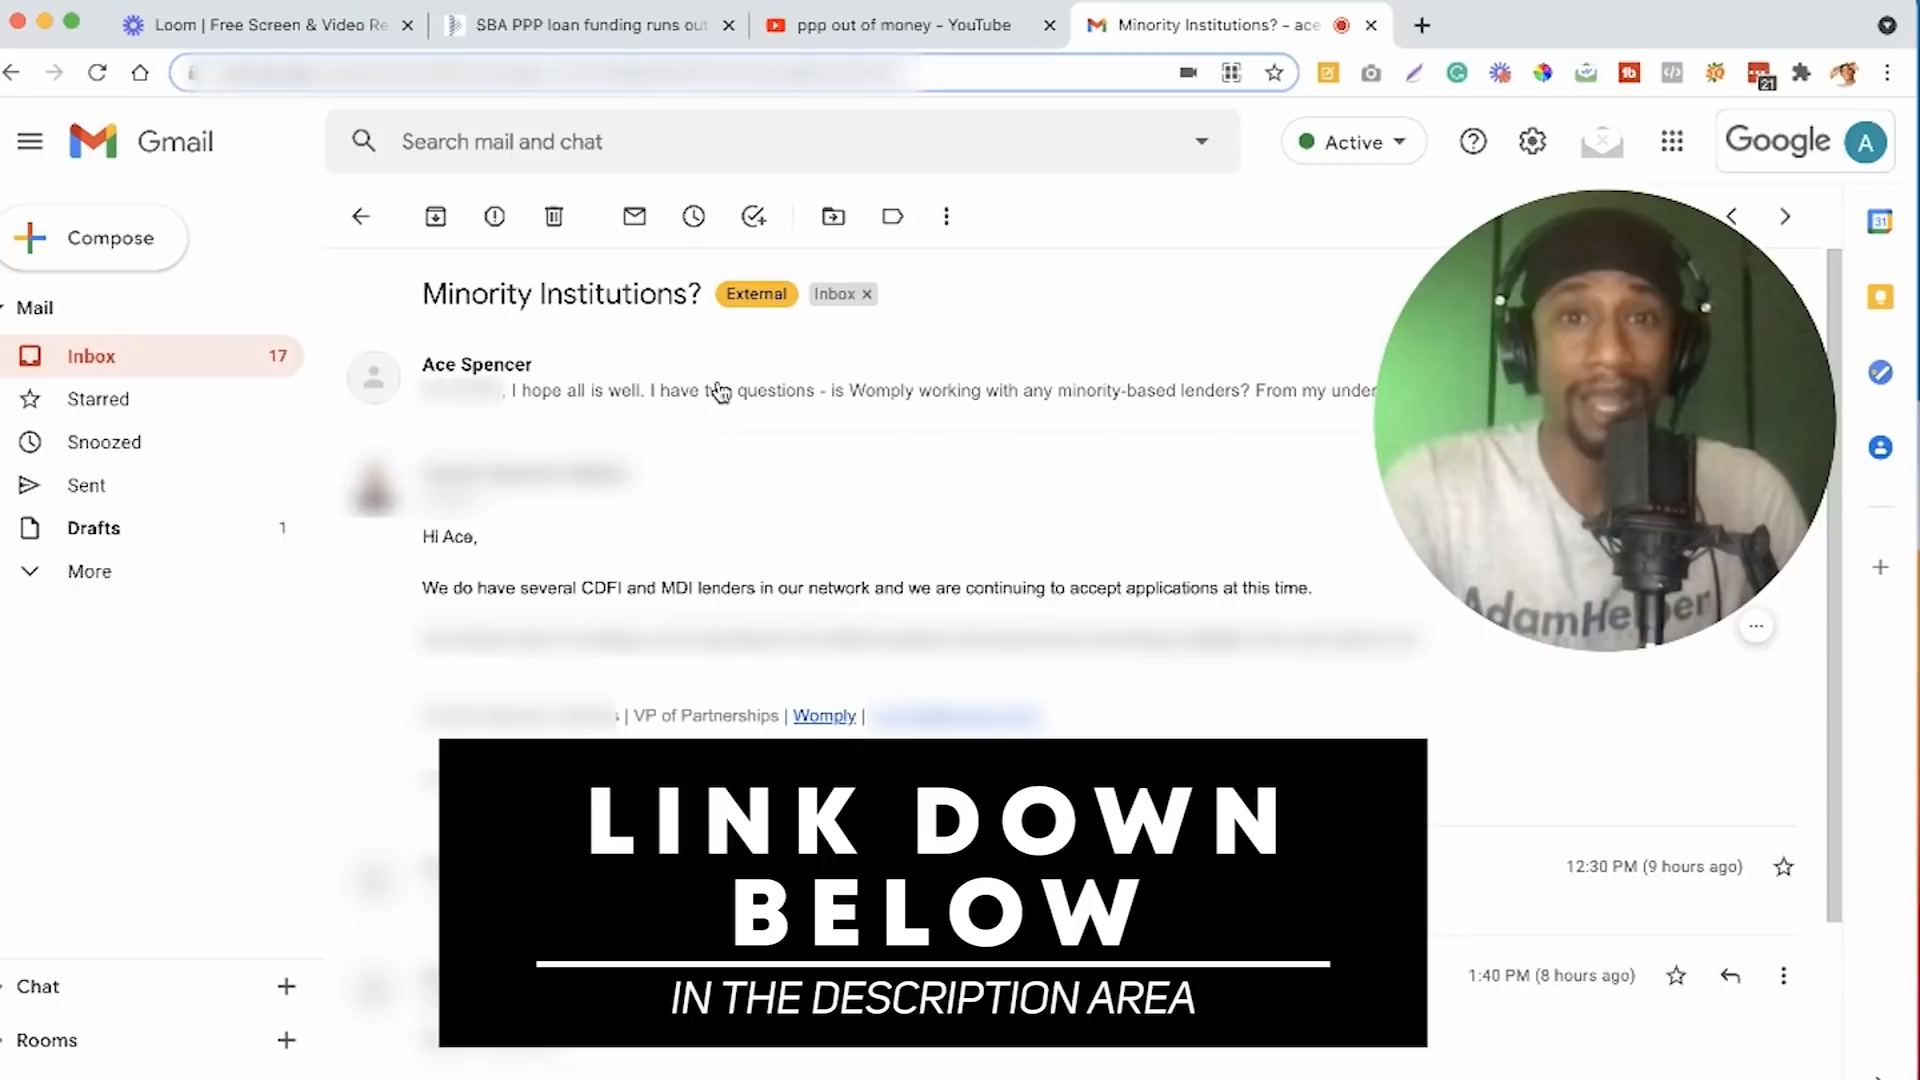 Loom | Free Screen & Video Re
SBA PPP loan funding runs out
ppp out of money - YouTube
Minority Institutions? - ace
21
Gmail
Search mail and chat
Active
Google
A
Compose
31
Minority Institutions? External Inbox
Mail
Inbox 17
Ace Spencer
, I hope all is well. I have two questions - is Womply working with any minority-based lenders? From my under
Starred
Snoozed
Sent
Drafts 1
More
Hi Ace,
We do have several CDFI and MDI lenders in our network and we are continuing to accept applications at this time.
AdamHelper
| VP of Partnerships | Womply |
LINK DOWN
BELOW
IN THE DESCRIPTION AREA
12:30 PM (9 hours ago)
1:40 PM (8 hours ago)
Chat
Rooms